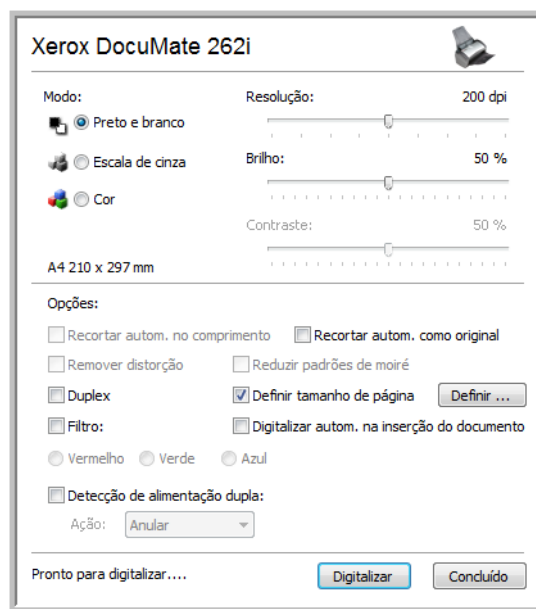 Xerox DocuMate 262i
Modo:
Preto e branco
Escala de cinza
Cor
A4 210 x 297 mm
Resolução: 200 dpi
Brilho: 50 %
Contraste: 50 %
Opções:
Recortar autom. no comprimento Recortar autom. como original
Remover distorção Reduzir padrões de moiré
Duplex Definir tamanho de página Definir ...
Filtro: Digitalizar autom. na inserção do documento
Vermelho Verde Azul
Detecção de alimentação dupla:
Ação: Anular
Pronto para digitalizar.... Digitalizar Concluído